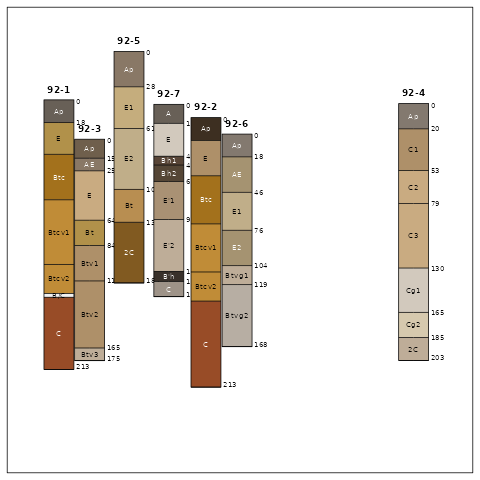 92-1
0
Ap
18
E
Btc
Btcv1
Btcv2
B/C
C
213
92-3
0
Ap
15
AE
25
E
64
Bt
84
Btv1
11
Btv2
165
Btv3
175
92-5
0
Ap
28
E1
61
E2
10
Bt
13
2C
18
92-7
0
A
1
E
4
Bh1
4
Bh2
6
E'1
9
E'2
1
B'h
1
C
1
92-2
0
Ap
E
Btc
Btcv1
Btcv2
C
213
92-6
0
Ap
18
AE
46
E1
76
E2
104
Btvg1
119
Btvg2
168
92-4
0
Ap
20
C1
53
C2
79
C3
130
Cg1
165
Cg2
185
2C
203